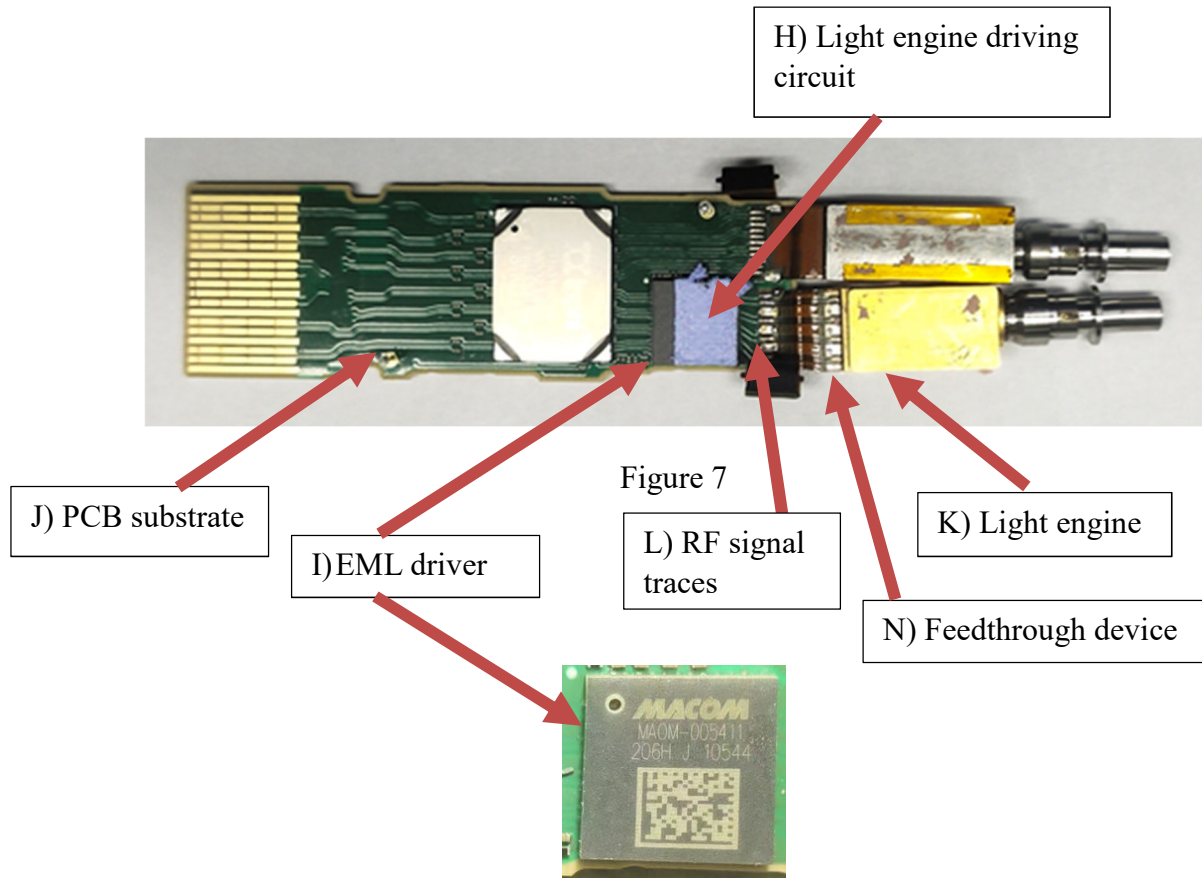 H) Light engine driving
circuit
Figure 7
J) PCB substrate
I) EML driver
L) RF signal
traces
K) Light engine
N) Feedthrough device
MACOM
MAOM-005411
206H J 10544